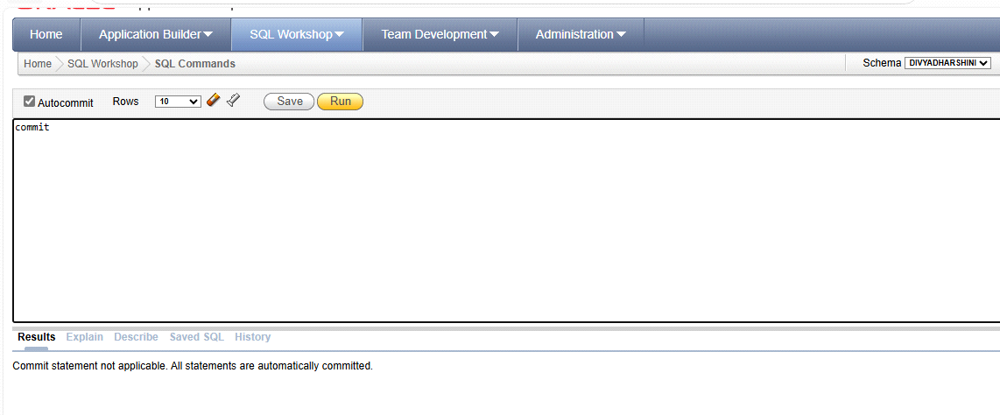 Home Application Builder SQL Workshop Team Development Administration
Home SQL Workshop SQL Commands Schema DIVYADHARSHINI
Autocommit Rows 10 Save Run
commit
Results Explain Describe Saved SQL History
Commit statement not applicable. All statements are automatically committed.